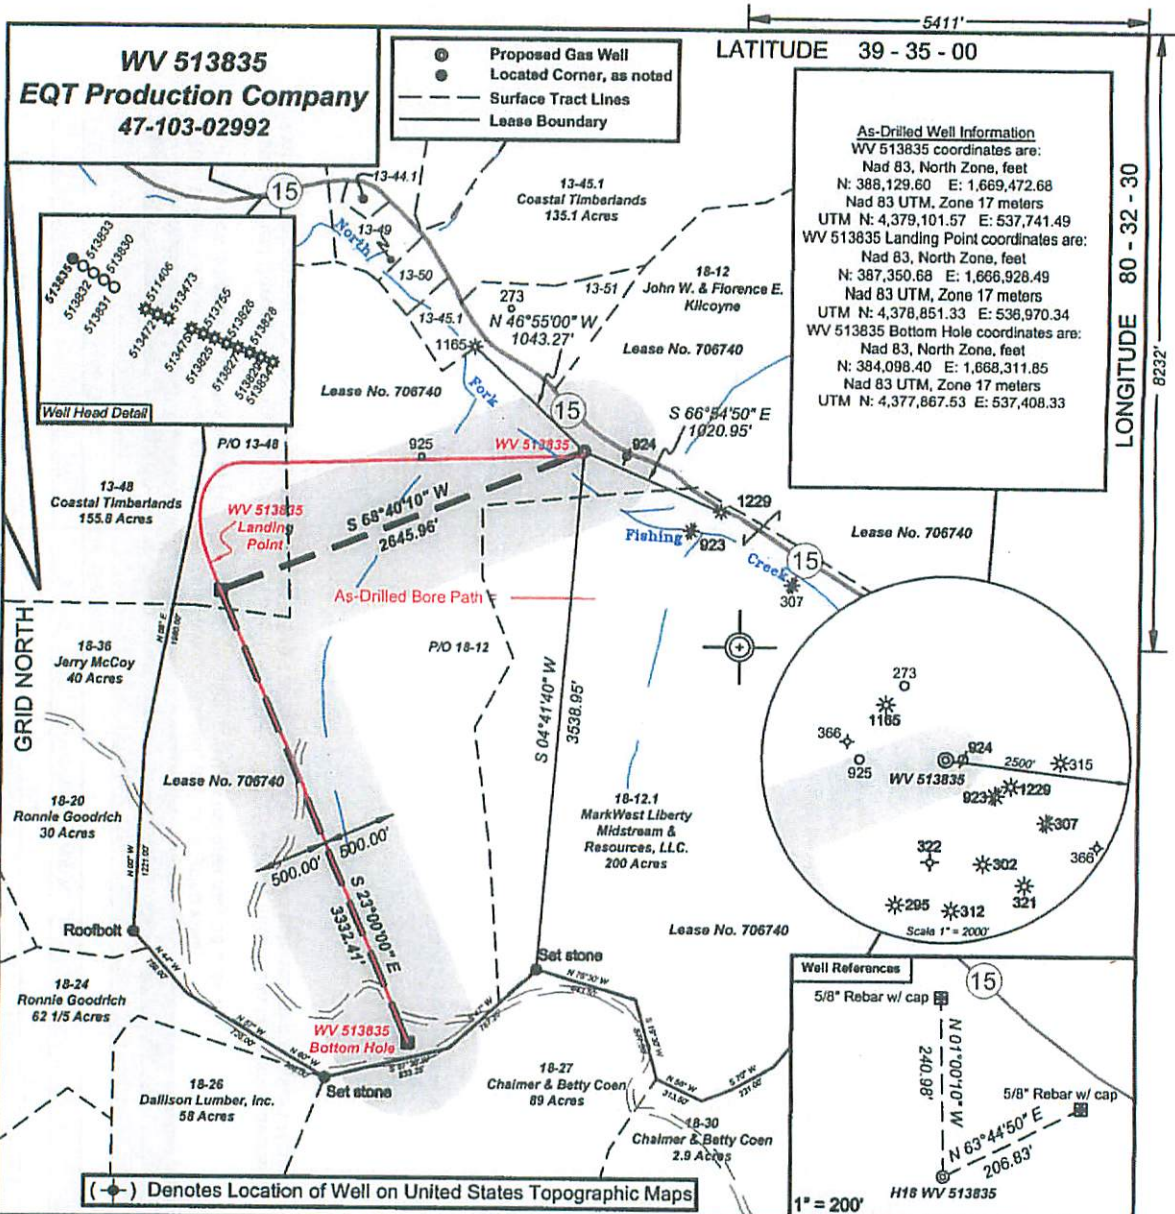 5411'
LATITUDE 39 - 35 - 00
WV 513835
EQT Production Company
47-103-02992
Proposed Gas Well
Located Corner, as noted
Surface Tract Lines
Lease Boundary
As-Drilled Well Information
WV 513835 coordinates are:
Nad 83, North Zone, feet
N: 388,129.60 E: 1,669,472.68
Nad 83 UTM, Zone 17 meters
UTM N: 4,379,101.57 E: 537,741.49
WV 513835 Landing Point coordinates are:
Nad 83, North Zone, feet
N: 387,350.68 E: 1,666,928.49
Nad 83 UTM, Zone 17 meters
UTM N: 4,378,851.33 E: 536,970.34
WV 513835 Bottom Hole coordinates are:
Nad 83, North Zone, feet
N: 384,098.40 E: 1,668,311.85
Nad 83 UTM, Zone 17 meters
UTM N: 4,377,867.53 E: 537,408.33
LONGITUDE 80 - 32 - 30
8232'
15
13-44.1
13-45.1
Coastal Timberlands
135.1 Acres
13-49
North
13-50
13-45.1
13-51
273
18-12
John W. & Florence E.
Kilcoyne
N 46°55'00" W
1043.27'
1165
Fork
Lease No. 706740
Lease No. 706740
15
S 66°54'50" E
1020.95'
513835
513833
513832
513830
513831
511406
513472
513473
513475
513755
513825
513826
513827
513828
513829
513834
Well Head Detail
P/O 13-48
925
WV 513835
924
13-48
Coastal Timberlands
155.8 Acres
WV 513835
Landing
Point
S 68°40'10" W
2645.96'
1229
Fishing
923
Creek
15
307
Lease No. 706740
As-Drilled Bore Path =
GRID NORTH
18-36
Jerry McCoy
40 Acres
P/O 18-12
S 04°41'40" W
3538.95'
Lease No. 706740
18-20
Ronnie Goodrich
30 Acres
1221.00'
500.00'
500.00'
S 23°00'00" E
3332.41'
18-12.1
MarkWest Liberty
Midstream &
Resources, LLC.
200 Acres
Lease No. 706740
273
1165
366
925
924
WV 513835
2500'
315
1229
923
307
322
302
366
321
295
312
Scale 1" = 2000'
Roofbolt
Set stone
18-24
Ronnie Goodrich
62 1/5 Acres
WV 513835
Bottom Hole
Set stone
18-26
Dallison Lumber, Inc.
58 Acres
18-27
Chalmer & Betty Coen
89 Acres
18-30
Chalmer & Betty Coen
2.9 Acres
Well References
15
5/8" Rebar w/ cap
N 01°00'10" W
240.98'
5/8" Rebar w/ cap
N 63°44'50" E
206.83'
H18 WV 513835
1" = 200'
(-●-) Denotes Location of Well on United States Topographic Maps